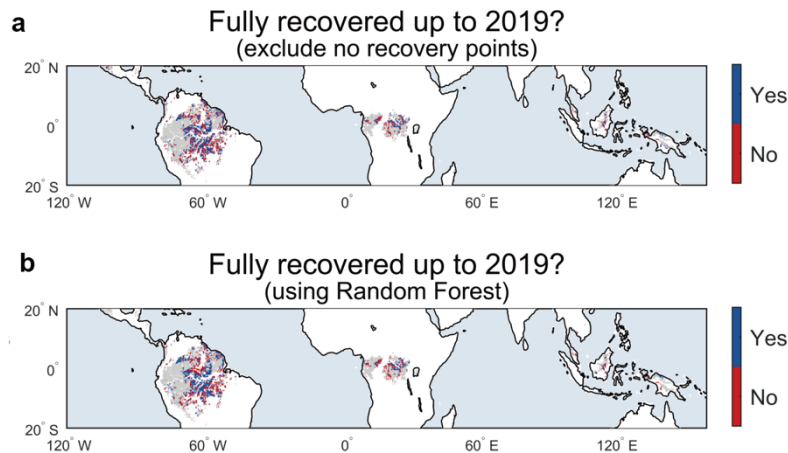 a
Fully recovered up to 2019?
(exclude no recovery points)
20° N
0°
20° S
120° W
60° W
0°
60° E
120° E
Yes
No
b
Fully recovered up to 2019?
(using Random Forest)
20° N
0°
20° S
120° W
60° W
0°
60° E
120° E
Yes
No